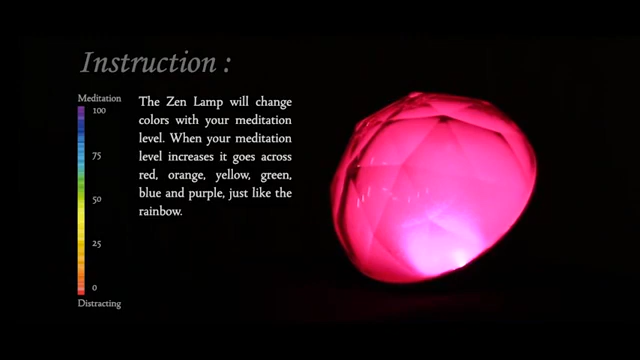 Instruction :
Meditation
100
75
50
25
0
Distracting
The Zen Lamp will change
colors with your meditation
level. When your meditation
level increases it goes across
red, orange, yellow, green,
blue and purple, just like the
rainbow.